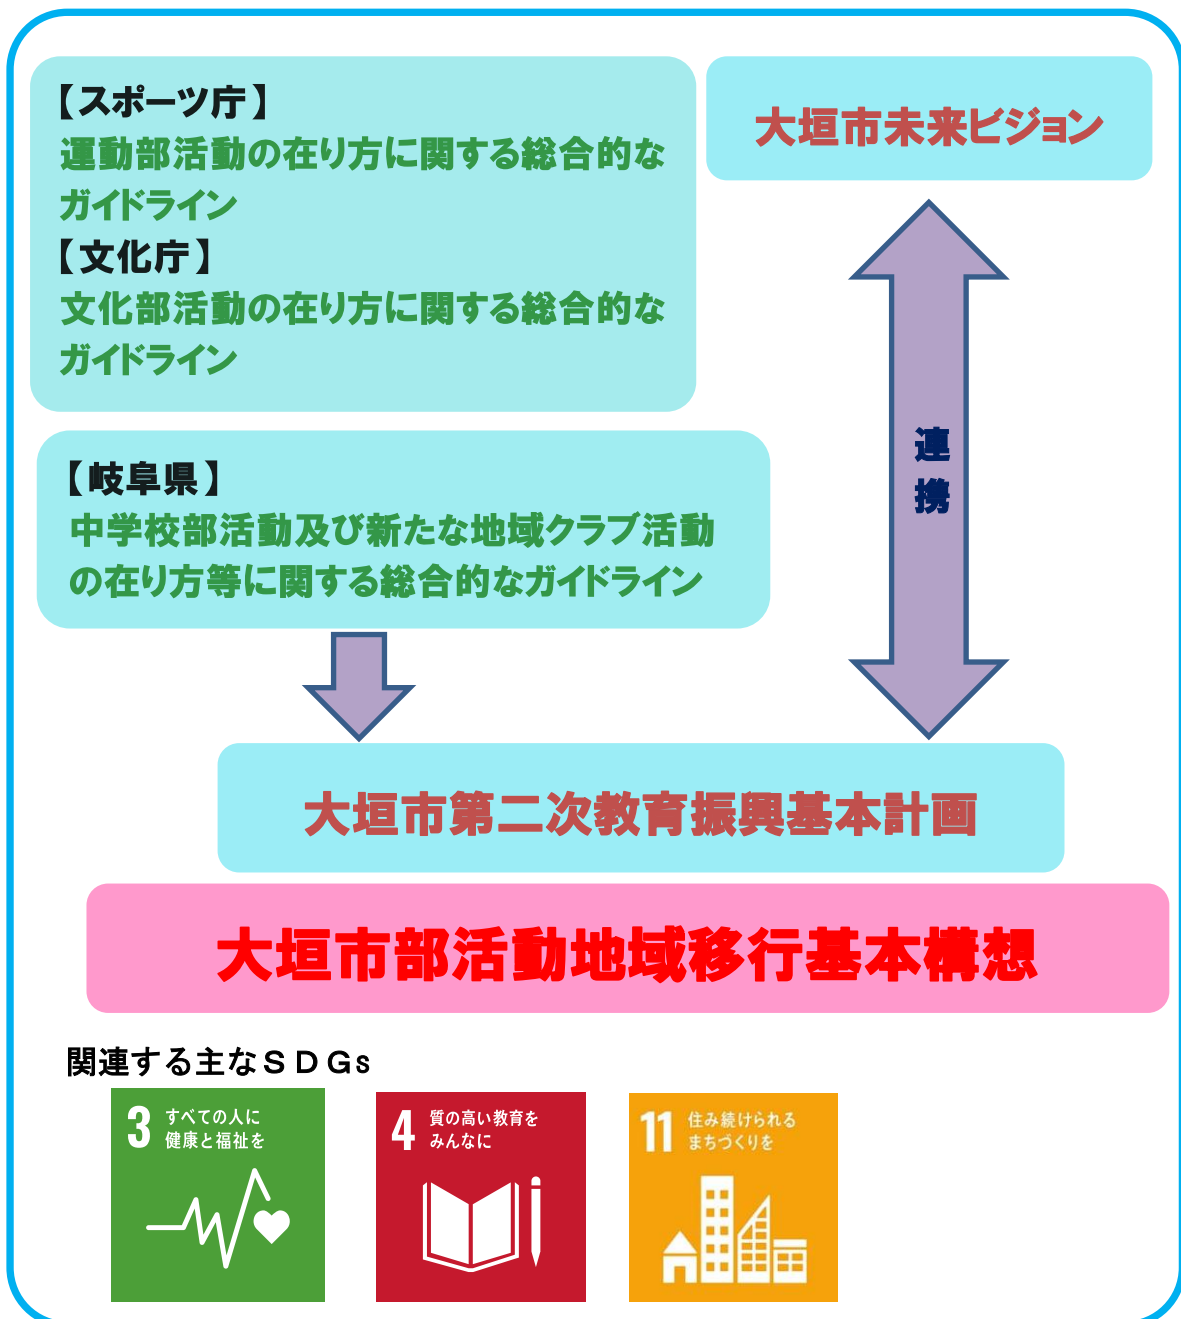 【スポーツ庁】
運動部活動の在り方に関する総合的な
ガイドライン
【文化庁】
文化部活動の在り方に関する総合的な
ガイドライン
大垣市未来ビジョン
連
携
【岐阜県】
中学校部活動及び新たな地域クラブ活動
の在り方等に関する総合的なガイドライン
大垣市第二次教育振興基本計画
大垣市部活動地域移行基本構想
関連する主なＳＤＧs
3 すべての人に
健康と福祉を
4 質の高い教育を
みんなに
11 住み続けられる
まちづくりを